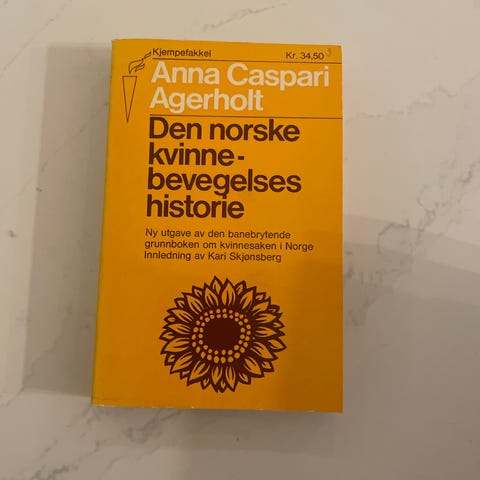 Kjempefakkel Kr. 34,50
Anna Caspari
Agerholt
Den norske
kvinne-
bevegelses
historie
Ny utgave av den banebrytende
grunnboken om kvinnesaken i Norge
Innledning av Kari Skjønsberg